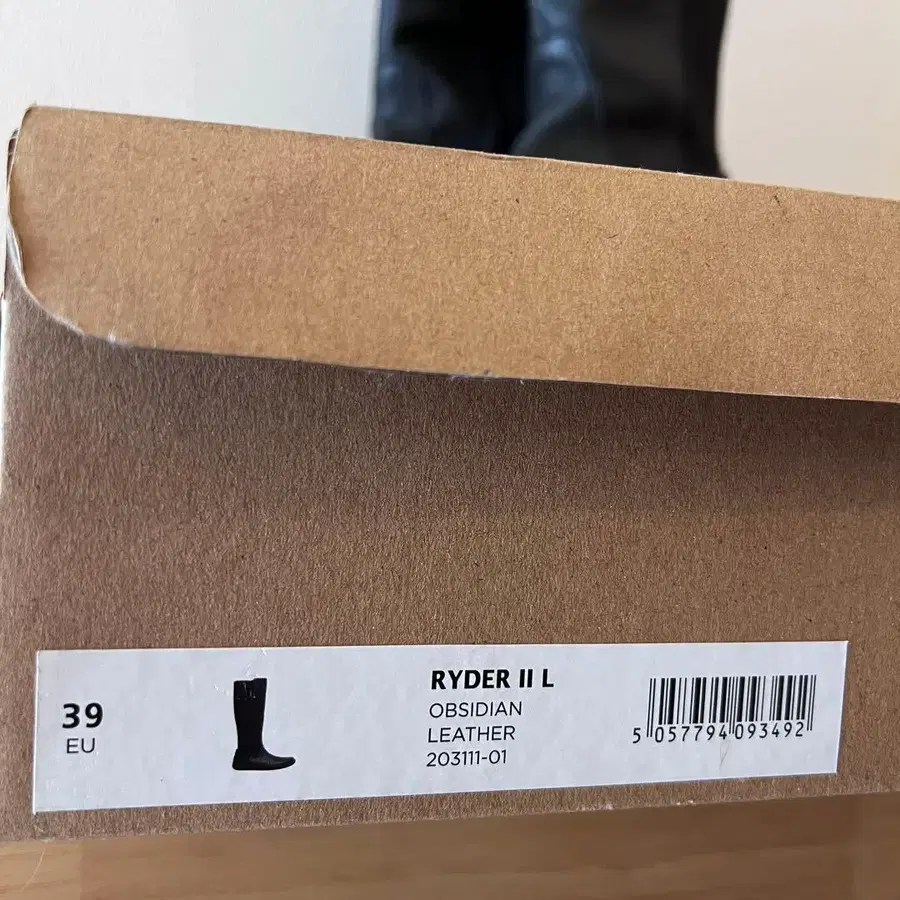 39
EU
RYDER II L
OBSIDIAN
LEATHER
203111-01
5 057794 093492